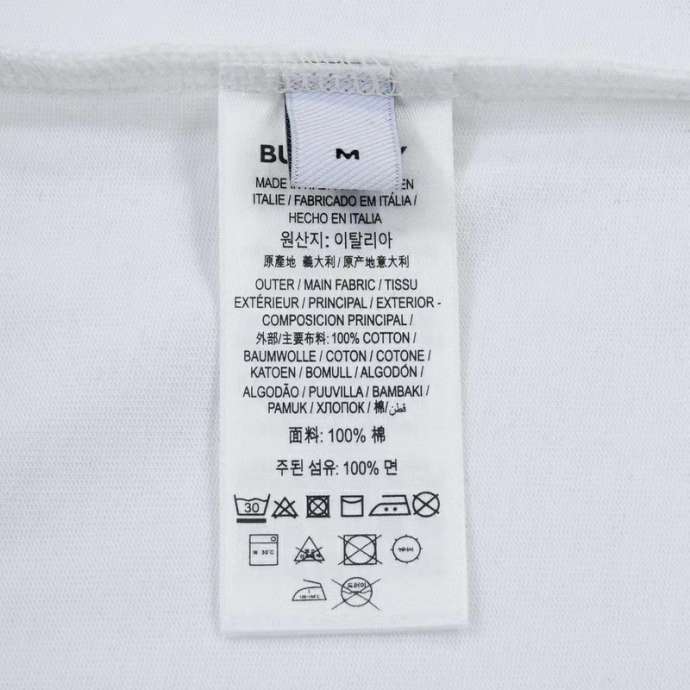 M
MADE IN
ITALIE / FABRICADO EM ITÁLIA /
HECHO EN ITALIA
원산지: 이탈리아
原產地 義大利 / 原产地意大利
OUTER / MAIN FABRIC / TISSU
EXTÉRIEUR / PRINCIPAL / EXTERIOR -
COMPOSICIÓN PRINCIPAL /
外部/主要布料: 100% COTTON /
BAUMWOLLE / COTON / COTONE /
KATOEN / BOMULL / ALGODÓN /
ALGODÃO / PUUVILLA / BAMBAKI /
PAMUK / ХЛОПОК / 棉 / قطن
面料: 100% 棉
주된 섬유: 100% 면
30